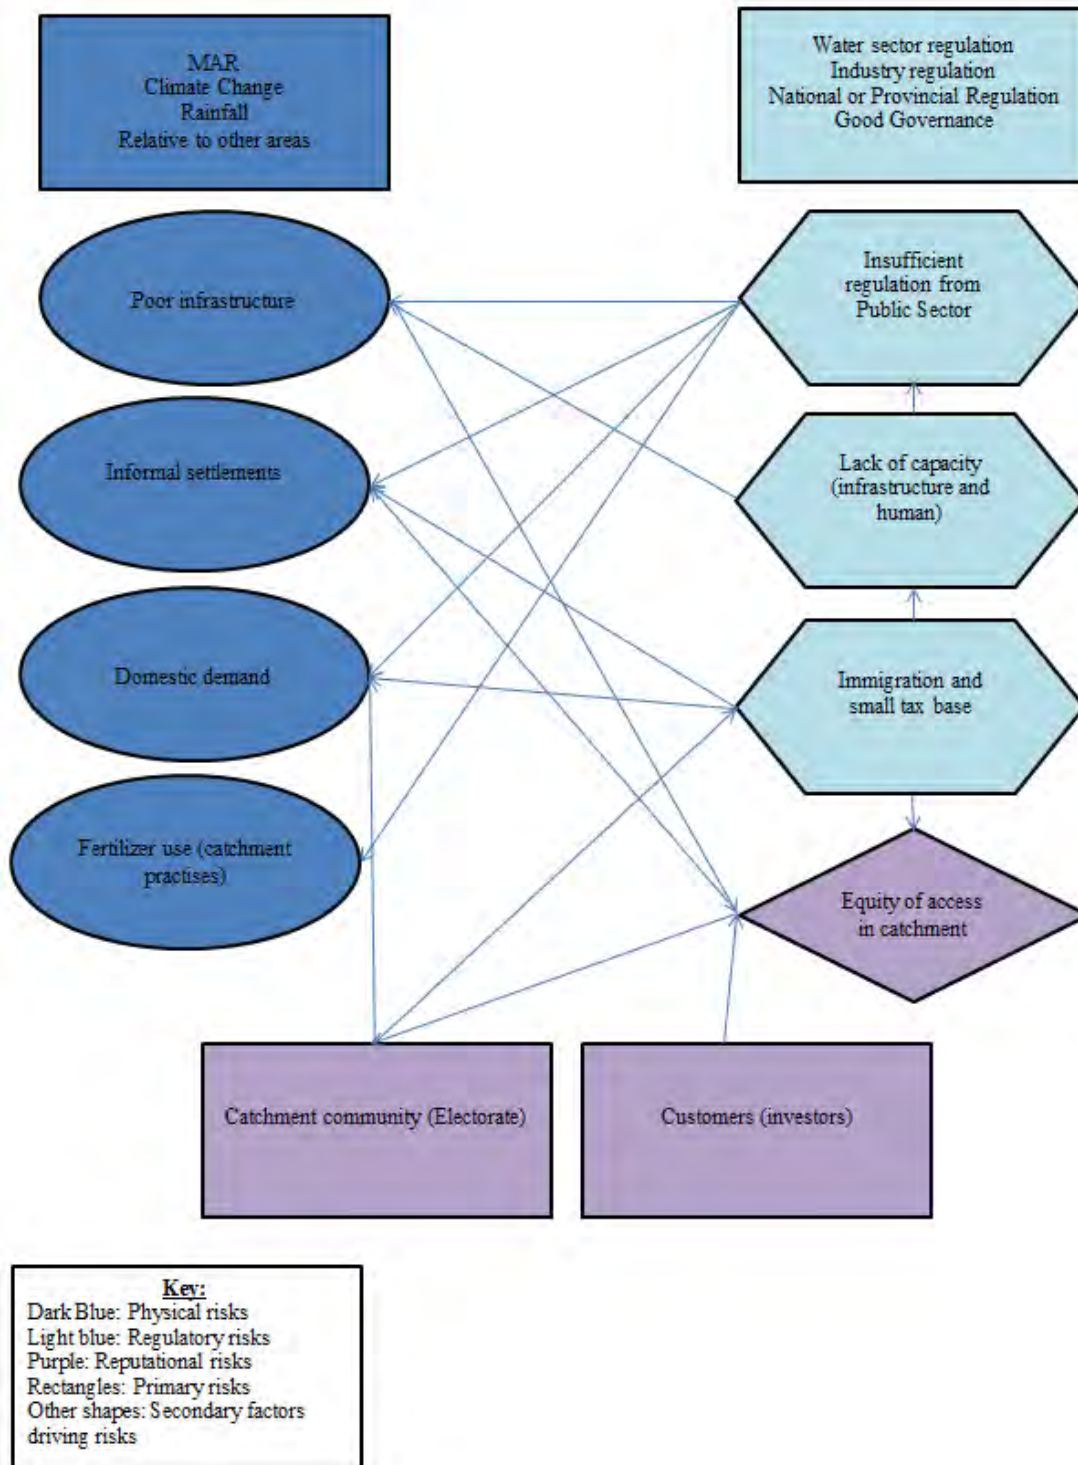 MAR
Climate Change
Rainfall
Relative to other areas
Water sector regulation
Industry regulation
National or Provincial Regulation
Good Governance
Poor infrastructure
Insufficient
regulation from
Public Sector
Informal settlements
Lack of capacity
(infrastructure and
human)
Domestic demand
Immigration and
small tax base
Fertilizer use (catchment
practises)
Equity of access
in catchment
Catchment community (Electorate)
Customers (investors)
Key:
Dark Blue: Physical risks
Light blue: Regulatory risks
Purple: Reputational risks
Rectangles: Primary risks
Other shapes: Secondary factors
driving risks